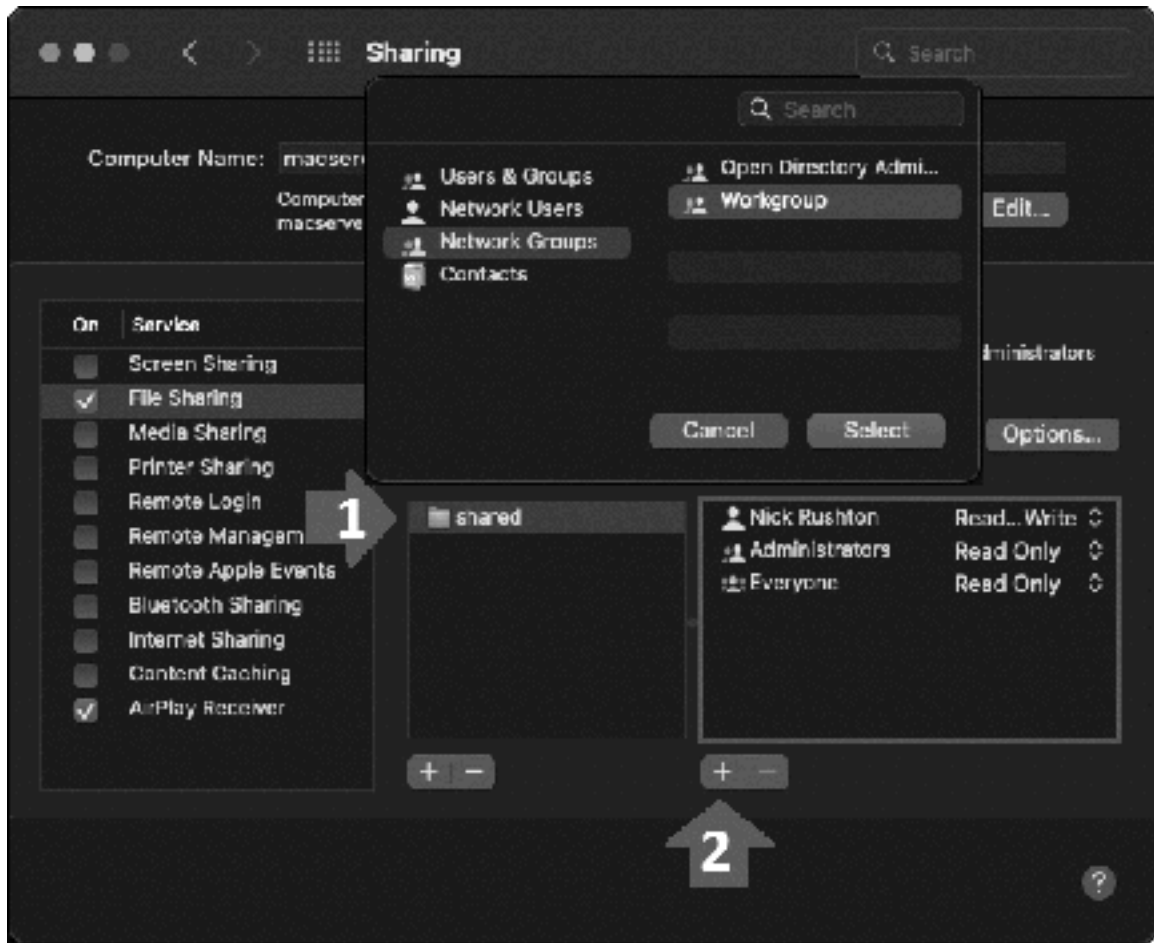 Sharing
Search
Search
Computer Name: macserv
Computer
macserve
Edit...
Users & Groups
Network Users
Network Groups
Contacts
Open Directory Admi...
Workgroup
Cancel
Select
On Service
Screen Sharing
File Sharing
Media Sharing
Printer Sharing
Remote Login
Remote Managem
Remote Apple Events
Bluetooth Sharing
Internet Sharing
Content Caching
AirPlay Receiver
dministrators
Options...
1
shared
Nick Rushton Read...Write
Administrators Read Only
Everyone Read Only
+ −
+ −
2
?